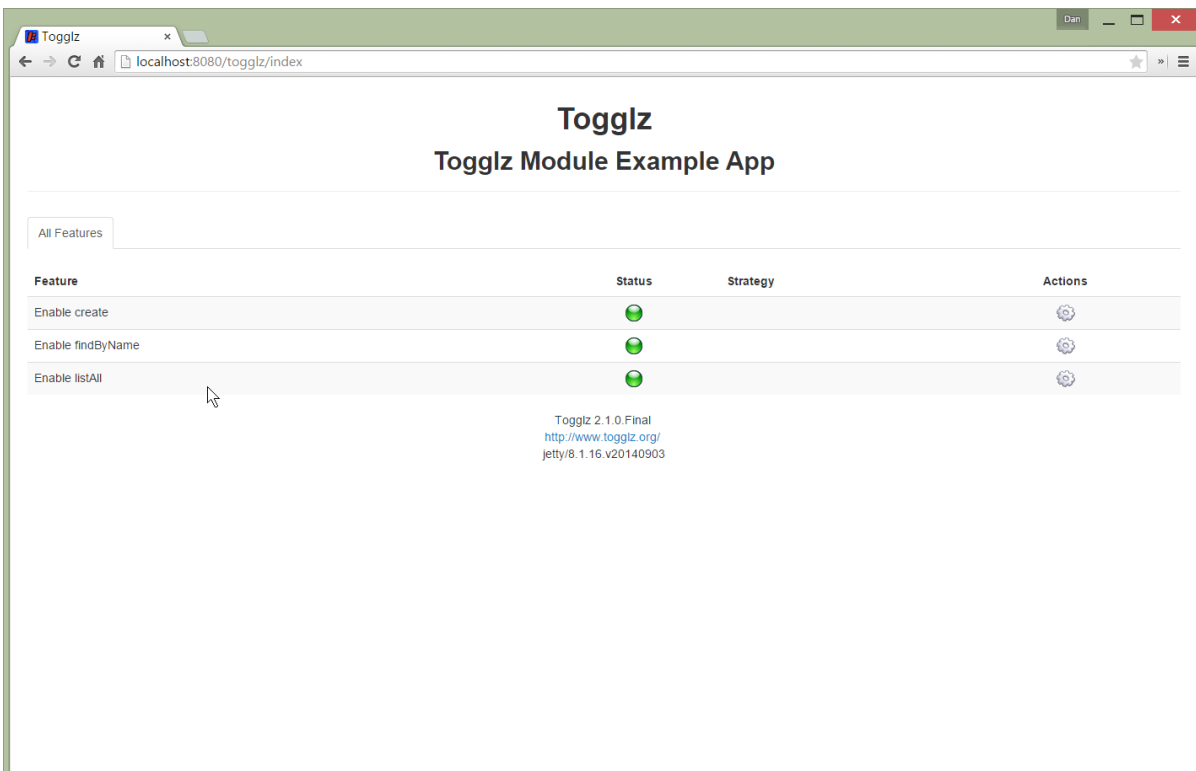 Dan
Togglz
localhost:8080/togglz/index
Togglz
Togglz Module Example App
All Features
Feature Status Strategy Actions
Enable create
Enable findByName
Enable listAll
Togglz 2.1.0.Final
http://www.togglz.org/
jetty/8.1.16.v20140903